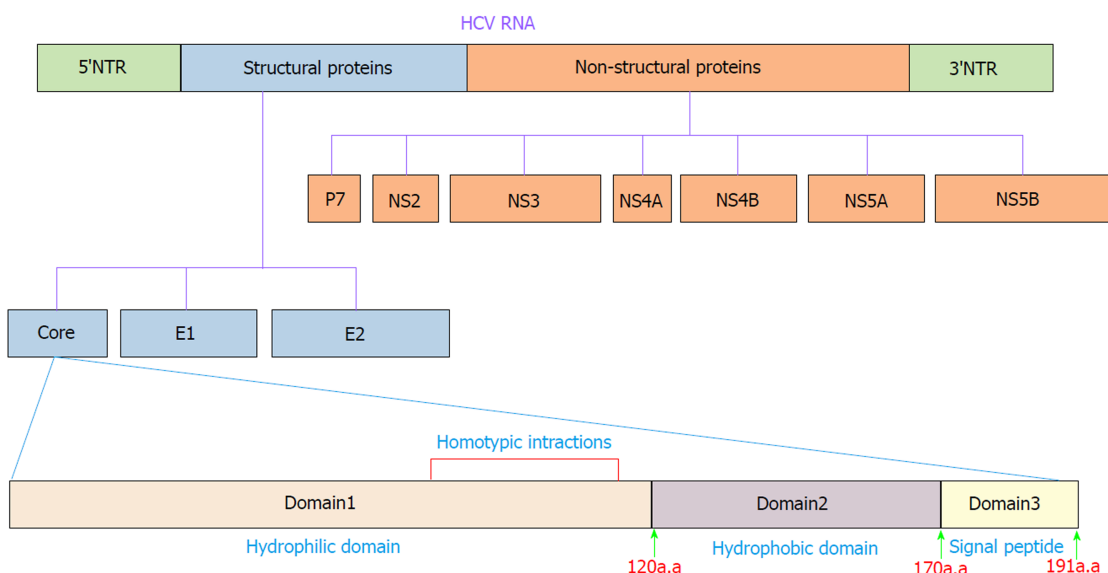 HCV RNA
5'NTR
Structural proteins
Non-structural proteins
3'NTR
P7
NS2
NS3
NS4A
NS4B
NS5A
NS5B
Core
E1
E2
Homotypic intractions
Domain1
Domain2
Domain3
Hydrophilic domain
Hydrophobic domain
Signal peptide
120a.a
170a.a
191a.a